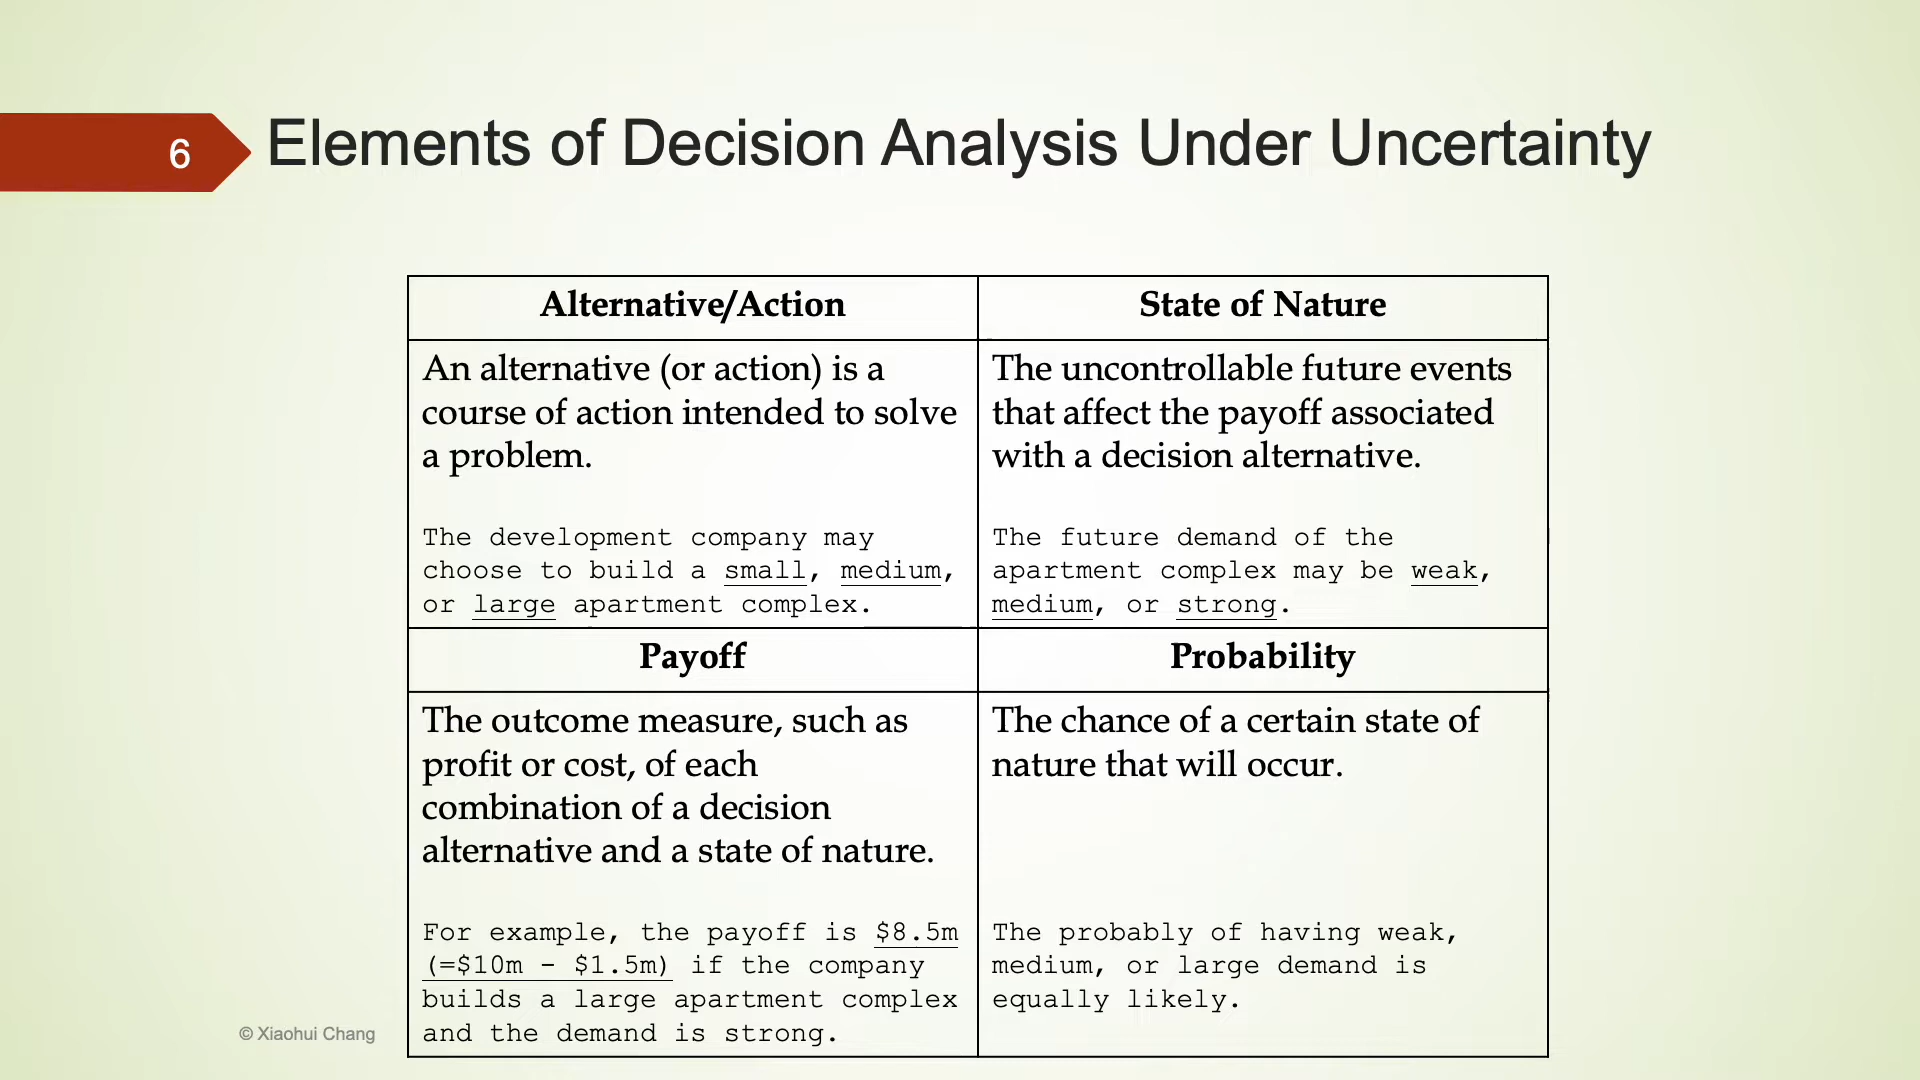 6
Elements of Decision Analysis Under Uncertainty
Alternative/Action
An alternative (or action) is a
course of action intended to solve
a problem.
The development company may
choose to build a small, medium,
or large apartment complex.
State of Nature
The uncontrollable future events
that affect the payoff associated
with a decision alternative.
The future demand of the
apartment complex may be weak,
medium, or strong.
Payoff
The outcome measure, such as
profit or cost, of each
combination of a decision
alternative and a state of nature.
For example, the payoff is $8.5m
(=$10m - $1.5m) if the company
builds a large apartment complex
and the demand is strong.
Probability
The chance of a certain state of
nature that will occur.
The probably of having weak,
medium, or large demand is
equally likely.
© Xiaohui Chang